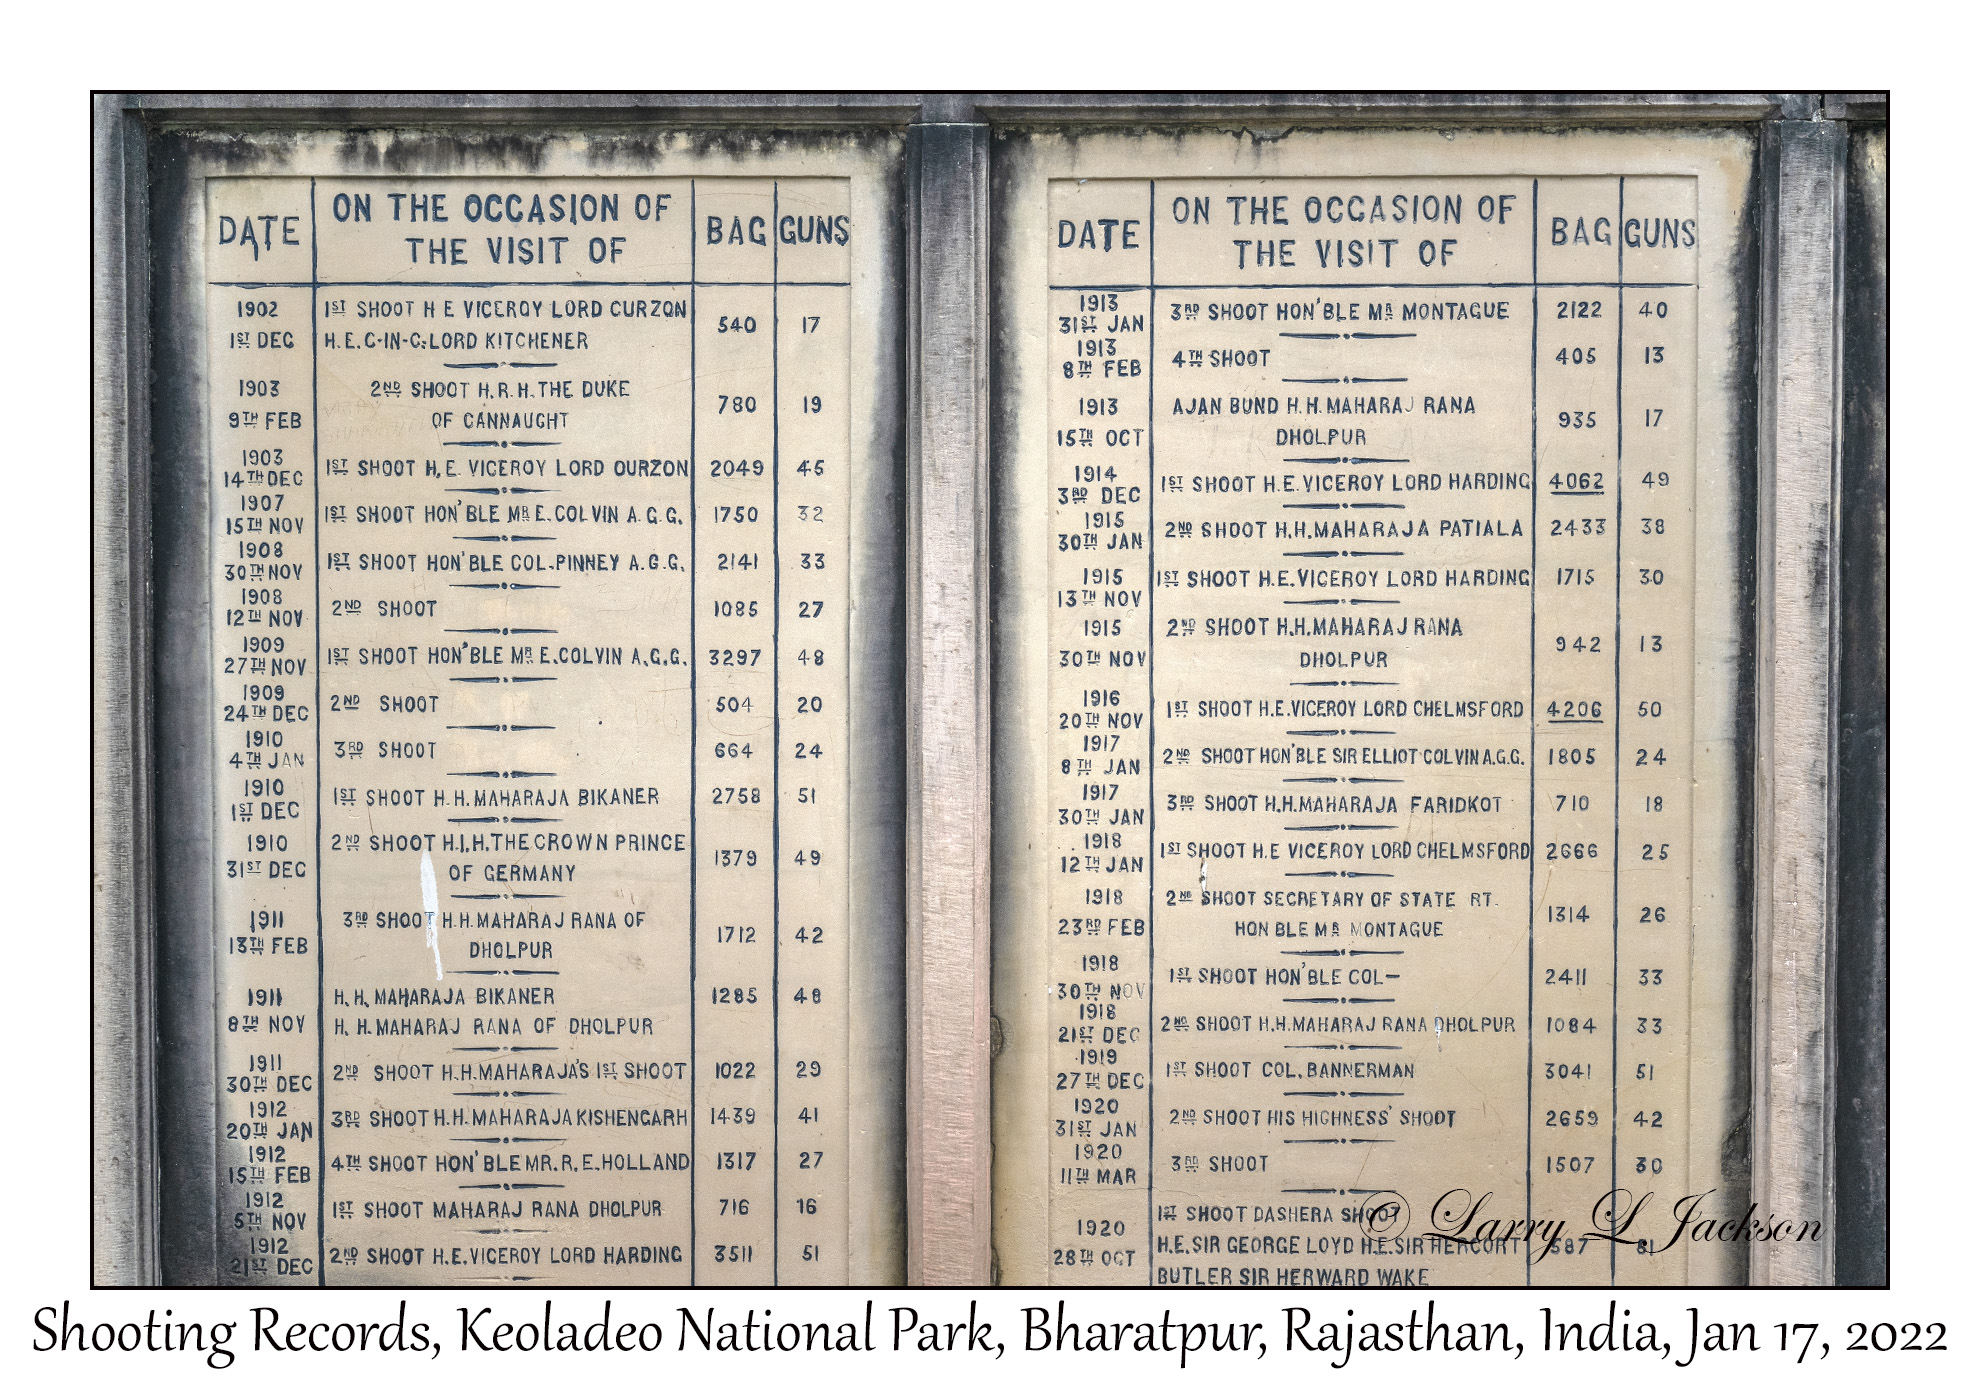 DATE
ON THE OCCASION OF
THE VISIT OF
BAG
GUNS
1902
1ST DEC
1ST SHOOT H E VICEROY LORD CURZON
H.E.C-IN-C. LORD KITCHENER
540 17
1903
9TH FEB
2ND SHOOT H.R.H. THE DUKE
OF CANNAUGHT
780 19
1903
14TH DEC
1ST SHOOT H.E. VICEROY LORD OURZON 2049 45
1907
15TH NOV
1ST SHOOT HON'BLE MR E. COLVIN A.G.G. 1750 32
1908
30TH NOV
1ST SHOOT HON'BLE COL-PINNEY A.G.G. 2141 33
1908
12TH NOV
2ND SHOOT 1085 27
1909
27TH NOV
1ST SHOOT HON'BLE MR E.COLVIN A.G.G. 3297 48
1909
24TH DEC
2ND SHOOT 504 20
1910
4TH JAN
3RD SHOOT 664 24
1910
1ST DEC
1ST SHOOT H.H. MAHARAJA BIKANER 2758 51
1910
31ST DEC
2ND SHOOT H.I.H. THE CROWN PRINCE
OF GERMANY
1379 49
1911
13TH FEB
3RD SHOOT H.H. MAHARAJ RANA OF
DHOLPUR
1712 42
1911
8TH NOV
H.H. MAHARAJA BIKANER
H.H. MAHARAJ RANA OF DHOLPUR
1285 48
1911
30TH DEC
2ND SHOOT H.H.MAHARAJA'S 1ST SHOOT 1022 29
1912
20TH JAN
3RD SHOOT H.H. MAHARAJA KISHENGARH 1439 41
1912
15TH FEB
4TH SHOOT HON'BLE MR. R.E. HOLLAND 1317 27
1912
5TH NOV
1ST SHOOT MAHARAJ RANA DHOLPUR 716 16
1912
21ST DEC
2ND SHOOT H.E. VICEROY LORD HARDING 3511 51
DATE
ON THE OCCASION OF
THE VISIT OF
BAG
GUNS
1913
31ST JAN
3RD SHOOT HON'BLE MR MONTAGUE 2122 40
1913
8TH FEB
4TH SHOOT 405 13
1913
15TH OCT
AJAN BUND H.H. MAHARAJ RANA
DHOLPUR
935 17
1914
3RD DEC
1ST SHOOT H.E. VICEROY LORD HARDING 4062 49
1915
30TH JAN
2ND SHOOT H.H. MAHARAJA PATIALA 2433 38
1915
13TH NOV
1ST SHOOT H.E. VICEROY LORD HARDING 1715 30
1915
30TH NOV
2ND SHOOT H.H. MAHARAJ RANA
DHOLPUR
942 13
1916
20TH NOV
1ST SHOOT H.E. VICEROY LORD CHELMSFORD 4206 50
1917
8TH JAN
2ND SHOOT HON'BLE SIR ELLIOT COLVIN A.G.G. 1805 24
1917
30TH JAN
3RD SHOOT H.H. MAHARAJA FARIDKOT 710 18
1918
12TH JAN
1ST SHOOT H.E VICEROY LORD CHELMSFORD 2666 25
1918
23RD FEB
2ND SHOOT SECRETARY OF STATE RT.
HON BLE MR MONTAGUE
1314 26
1918
30TH NOV
1ST SHOOT HON'BLE COL— 2411 33
1918
21ST DEC
2ND SHOOT H.H. MAHARAJ RANA DHOLPUR 1084 33
1919
27TH DEC
1ST SHOOT COL. BANNERMAN 3041 51
1920
31ST JAN
2ND SHOOT HIS HIGHNESS' SHOOT 2659 42
1920
11TH MAR
3RD SHOOT 1507 30
1920
28TH OCT
1ST SHOOT DASHERA SHOOT
H.E. SIR GEORGE LOYD H.E. SIR HERCORT
BUTLER SIR HERWARD WAKE
587
© Larry L Jackson
Shooting Records, Keoladeo National Park, Bharatpur, Rajasthan, India, Jan 17, 2022